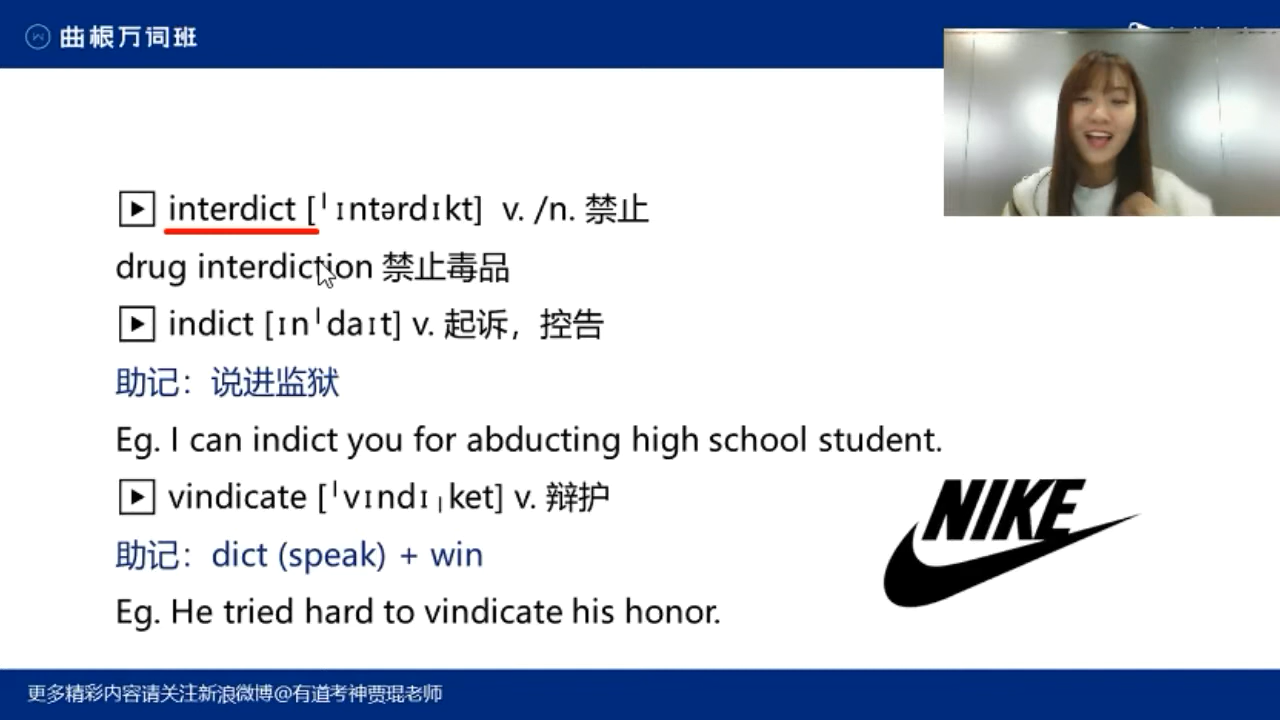 曲根万词班
interdict [ˈɪntərdɪkt] v. /n. 禁止
drug interdiction 禁止毒品
indict [ɪnˈdaɪt] v. 起诉，控告
助记：说进监狱
Eg. I can indict you for abducting high school student.
vindicate [ˈvɪndɪˌket] v. 辩护
助记：dict (speak) + win
NIKE
Eg. He tried hard to vindicate his honor.
更多精彩内容请关注新浪微博@有道考神贾琨老师